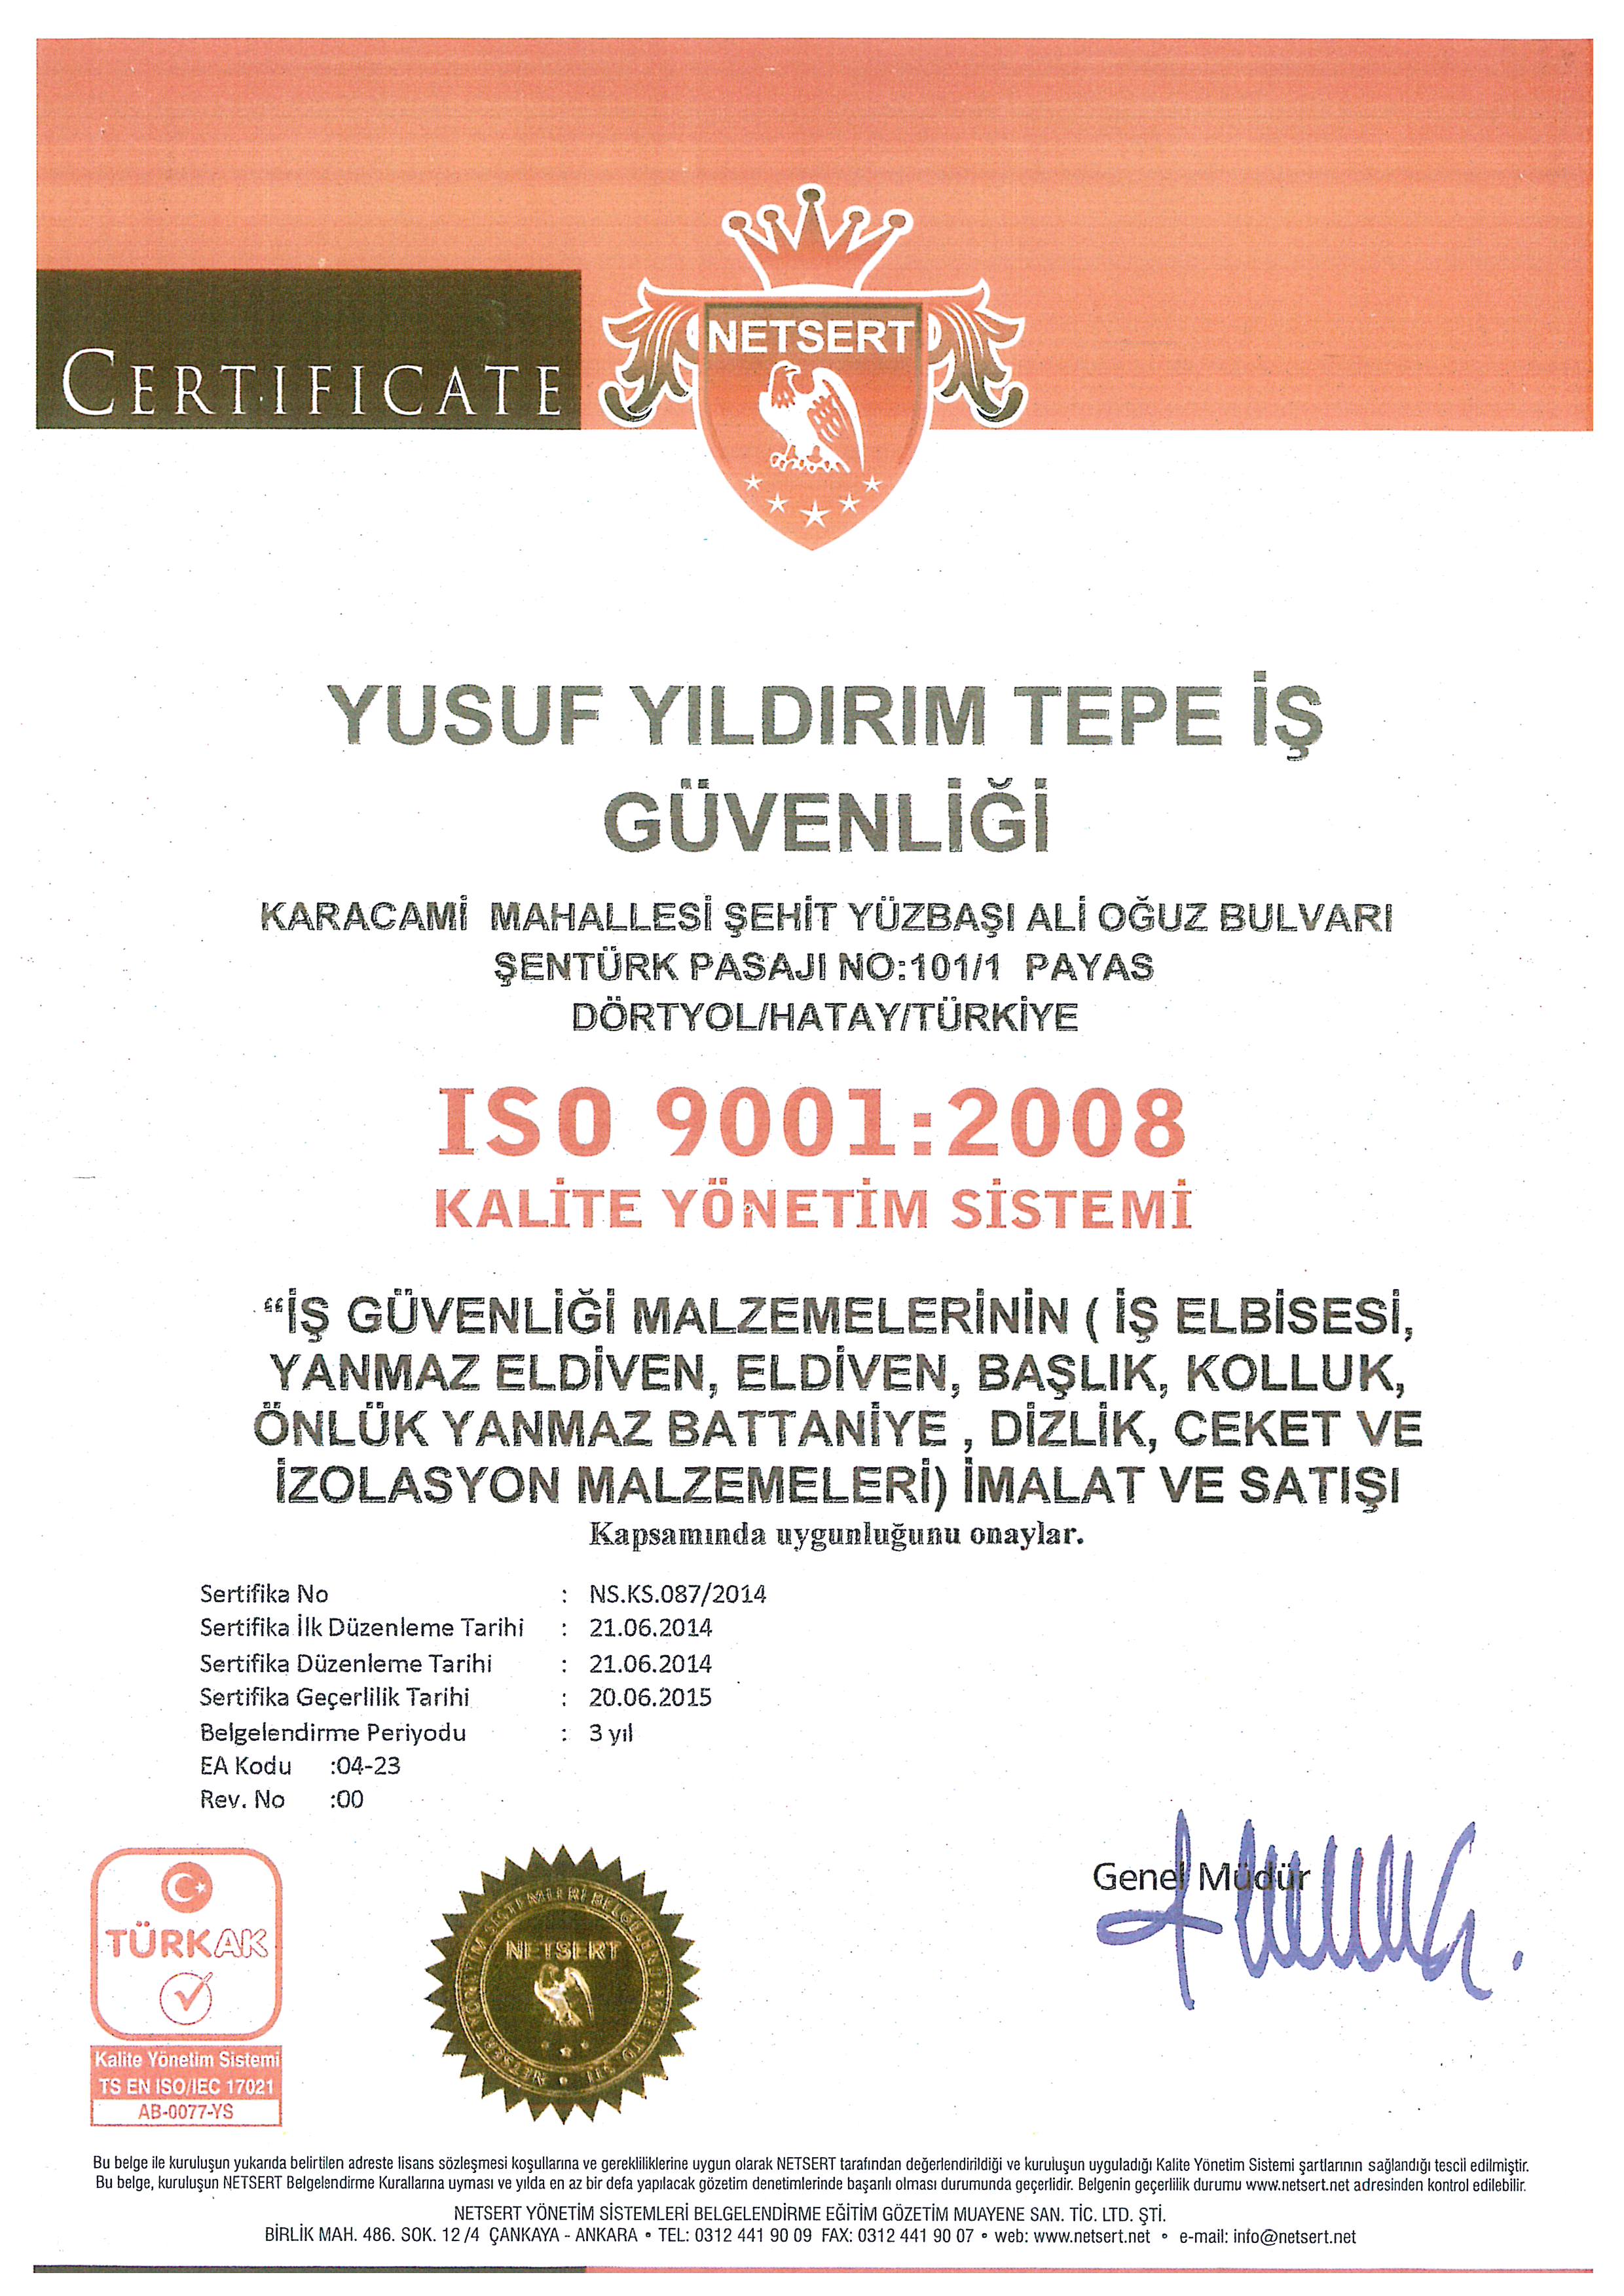 CERTIFICATE
NETSERT
YUSUF YILDIRIM TEPE İŞ
GÜVENLİĞİ
KARACAMİ MAHALLESİ ŞEHİT YÜZBAŞI ALİ OĞUZ BULVARI
ŞENTÜRK PASAJI NO:101/1 PAYAS
DÖRTYOL/HATAY/TÜRKİYE
ISO 9001:2008
KALİTE YÖNETİM SİSTEMİ
“İŞ GÜVENLİĞİ MALZEMELERİNİN ( İŞ ELBİSESİ,
YANMAZ ELDİVEN, ELDİVEN, BAŞLIK, KOLLUK,
ÖNLÜK YANMAZ BATTANİYE , DİZLİK, CEKET VE
İZOLASYON MALZEMELERİ) İMALAT VE SATIŞI
Kapsamında uygunluğunu onaylar.
Sertifika No : NS.KS.087/2014
Sertifika İlk Düzenleme Tarihi : 21.06.2014
Sertifika Düzenleme Tarihi : 21.06.2014
Sertifika Geçerlilik Tarihi : 20.06.2015
Belgelendirme Periyodu : 3 yıl
EA Kodu :04-23
Rev. No :00
Genel Müdür
TÜRKAK
Kalite Yönetim Sistemi
TS EN ISO/IEC 17021
AB-0077-YS
NETSERT
Bu belge ile kuruluşun yukarıda belirtilen adreste lisans sözleşmesi koşullarına ve gerekliliklerine uygun olarak NETSERT tarafından değerlendirildiği ve kuruluşun uyguladığı Kalite Yönetim Sistemi şartlarının sağlandığı tescil edilmiştir.
Bu belge, kuruluşun NETSERT Belgelendirme Kurallarına uyması ve yılda en az bir defa yapılacak gözetim denetimlerinde başarılı olması durumunda geçerlidir. Belgenin geçerlilik durumu www.netsert.net adresinden kontrol edilebilir.
NETSERT YÖNETİM SİSTEMLERİ BELGELENDİRME EĞİTİM GÖZETİM MUAYENE SAN. TİC. LTD. ŞTİ.
BİRLİK MAH. 486. SOK. 12 /4 ÇANKAYA - ANKARA • TEL: 0312 441 90 09 FAX: 0312 441 90 07 • web: www.netsert.net • e-mail: info@netsert.net